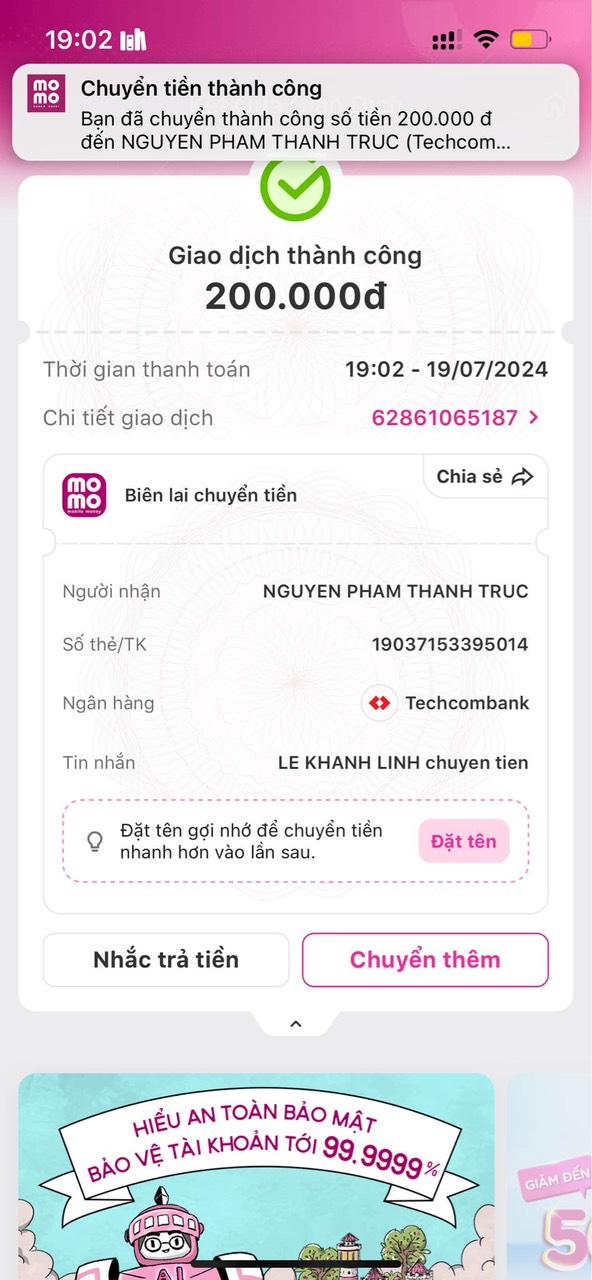 19:02
MO
MO
Chuyển tiền thành công
Bạn đã chuyển thành công số tiền 200.000 đ
đến NGUYEN PHAM THANH TRUC (Techcom...
Giao dịch thành công
200.000đ
Thời gian thanh toán 19:02 - 19/07/2024
Chi tiết giao dịch 62861065187
Chia sẻ
mo
mo
mobile money
Biên lai chuyển tiền
Người nhận NGUYEN PHAM THANH TRUC
Số thẻ/TK 19037153395014
Ngân hàng Techcombank
Tin nhắn LE KHANH LINH chuyen tien
Đặt tên gợi nhớ để chuyển tiền
nhanh hơn vào lần sau.
Đặt tên
Nhắc trả tiền
Chuyển thêm
HIỂU AN TOÀN BẢO MẬT
BẢO VỆ TÀI KHOẢN TỚI 99.9999%
AI
GIẢM ĐẾN
5